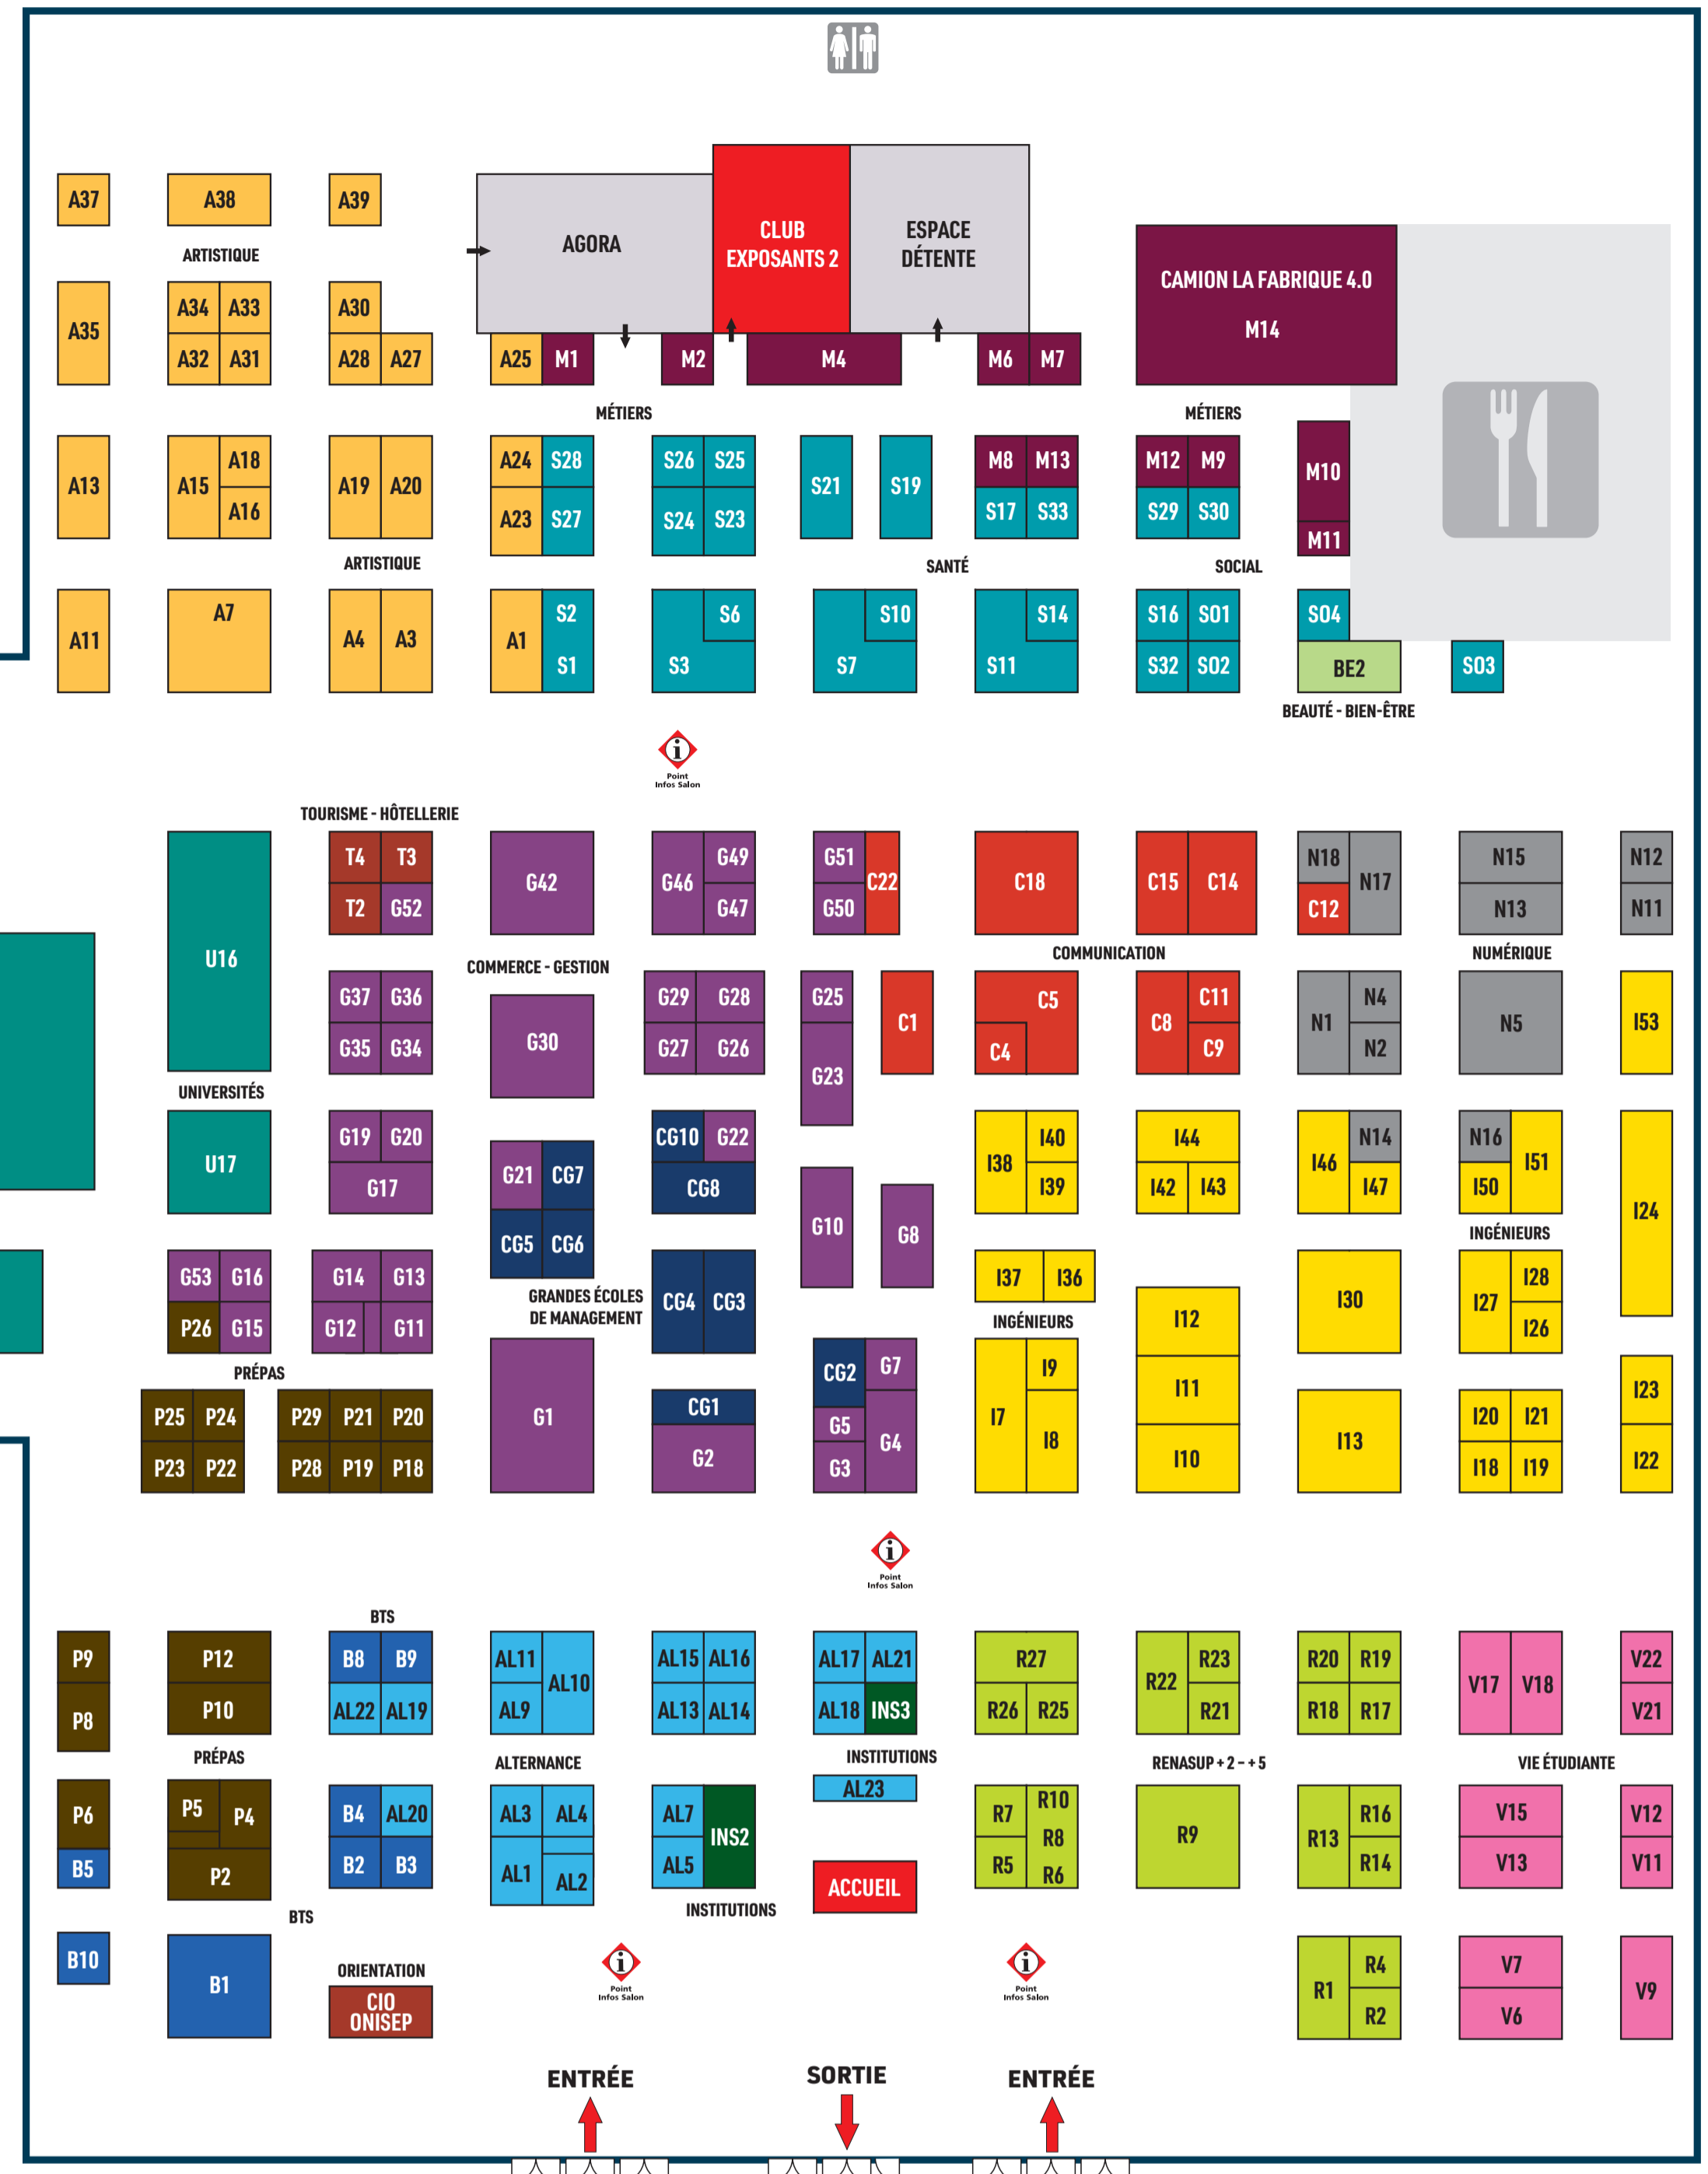 A37
A38
A39
ARTISTIQUE
AGORA
CLUB
EXPOSANTS 2
ESPACE
DÉTENTE
CAMION LA FABRIQUE 4.0
M14
A35
A34 A33
A32 A31
A30
A28 A27
A25 M1
M2
M4
M6 M7
MÉTIERS
MÉTIERS
A13
A15 A18
A16
A19 A20
A24 S28
A23 S27
S26 S25
S24 S23
S21
S19
M8 M13
S17 S33
M12 M9
S29 S30
M10
M11
ARTISTIQUE
SANTÉ
SOCIAL
A11
A7
A4 A3
A1 S2
S1
S6
S3
S10
S7
S14
S11
S16 SO1
S32 SO2
SO4
BE2
SO3
BEAUTÉ - BIEN-ÊTRE
i
Point
Infos Salon
TOURISME - HÔTELLERIE
U16
T4 T3
T2 G52
G42
G46 G49
G47
G51 C22
G50
C18
C15 C14
N18 N17
C12
N15
N13
N12
N11
COMMERCE - GESTION
COMMUNICATION
NUMÉRIQUE
G37 G36
G35 G34
G30
G29 G28
G27 G26
G25
G23
C1
C5
C4
C8 C11
C9
N1 N4
N2
N5
I53
UNIVERSITÉS
U17
G19 G20
G17
G21 CG7
CG5 CG6
CG10 G22
CG8
G10
G8
I38 I40
I39
I44
I42 I43
I46 N14
I47
N16 I51
I50
I24
INGÉNIEURS
G53 G16
P26 G15
G14 G13
G12 G11
GRANDES ÉCOLES
DE MANAGEMENT
CG4 CG3
I37 I36
INGÉNIEURS
I12
I11
I10
I30
I27 I28
I26
PRÉPAS
P25 P24
P23 P22
P29 P21 P20
P28 P19 P18
G1
CG1
G2
CG2 G7
G5 G4
G3
I7 I9
I8
I13
I20 I21
I18 I19
I23
I22
i
Point
Infos Salon
BTS
P9
P8
P12
P10
B8 B9
AL22 AL19
AL11 AL10
AL9
AL15 AL16
AL13 AL14
AL17 AL21
AL18 INS3
R27
R26 R25
R22 R23
R21
R20 R19
R18 R17
V17 V18
V22
V21
PRÉPAS
ALTERNANCE
INSTITUTIONS
RENASUP + 2 – + 5
VIE ÉTUDIANTE
P6
B5
P5 P4
P2
B4 AL20
B2 B3
AL3 AL4
AL1 AL2
AL7 INS2
AL5
AL23
ACCUEIL
R7 R10
R8
R5 R6
R9
R13 R16
R14
V15
V13
V12
V11
BTS
INSTITUTIONS
B10
B1
ORIENTATION
CIO
ONISEP
i
Point
Infos Salon
i
Point
Infos Salon
R1 R4
R2
V7
V6
V9
ENTRÉE
SORTIE
ENTRÉE